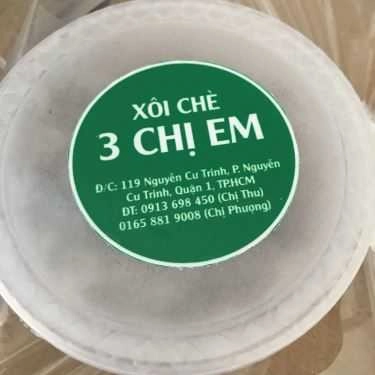 XÔI CHÈ
3 CHỊ EM
Đ/C: 119 Nguyễn Cư Trinh, P. Nguyễn
Cư Trinh, Quận 1, TP.HCM
ĐT: 0913 698 450 (Chị Thu)
0165 881 9008 (Chị Phượng)